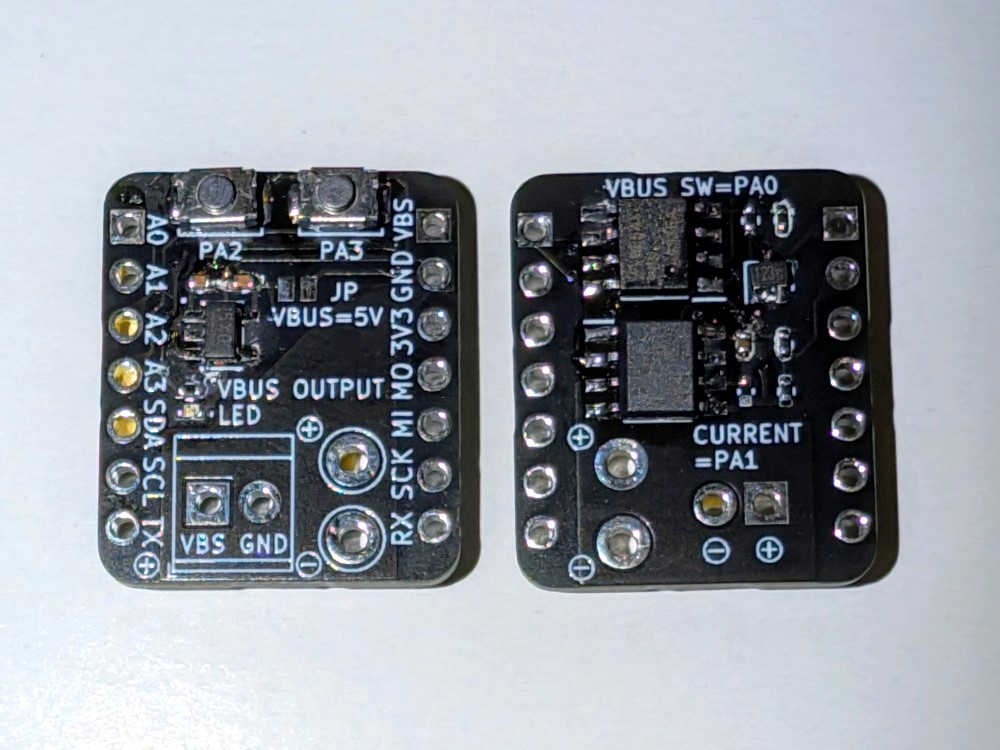 A0
A1
A2
A3
SDA
SCL
TX
PA2
PA3
JP
VBUS=5V
VBUS OUTPUT
LED
VBS GND
VBS
GND
3V3
MO
MI
SCK
RX
VBUS SW=PA0
CURRENT
=PA1